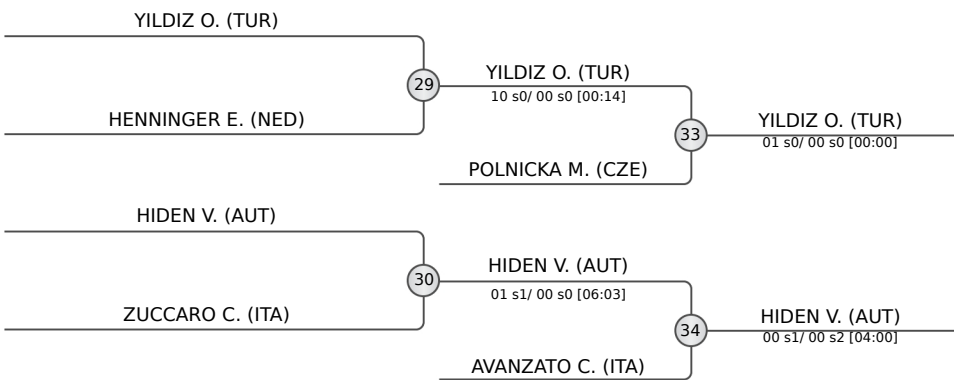 YILDIZ O. (TUR)
29
YILDIZ O. (TUR)
10 s0/ 00 s0 [00:14]
HENNINGER E. (NED)
33
YILDIZ O. (TUR)
01 s0/ 00 s0 [00:00]
POLNICKA M. (CZE)
HIDEN V. (AUT)
30
HIDEN V. (AUT)
01 s1/ 00 s0 [06:03]
ZUCCARO C. (ITA)
34
HIDEN V. (AUT)
00 s1/ 00 s2 [04:00]
AVANZATO C. (ITA)